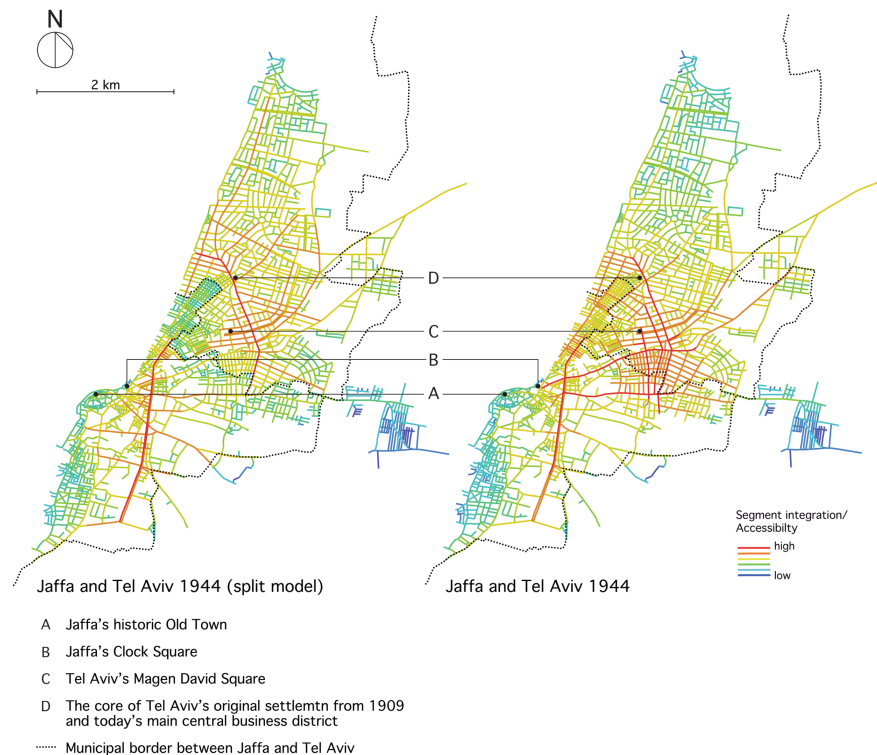 N
2 km
D
C
B
A
Segment integration/
Accessibilty
high
low
Jaffa and Tel Aviv 1944 (split model)
Jaffa and Tel Aviv 1944
A Jaffa's historic Old Town
B Jaffa's Clock Square
C Tel Aviv's Magen David Square
D The core of Tel Aviv's original settlemtn from 1909
and today's main central business district
Municipal border between Jaffa and Tel Aviv